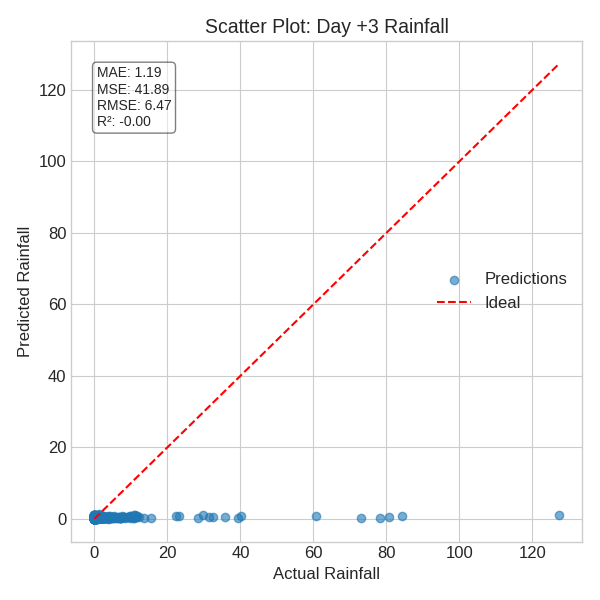 Scatter Plot: Day +3 Rainfall
MAE: 1.19
MSE: 41.89
RMSE: 6.47
R²: -0.00
120
100
80
60
40
20
0
Predicted Rainfall
Predictions
Ideal
0 20 40 60 80 100 120
Actual Rainfall